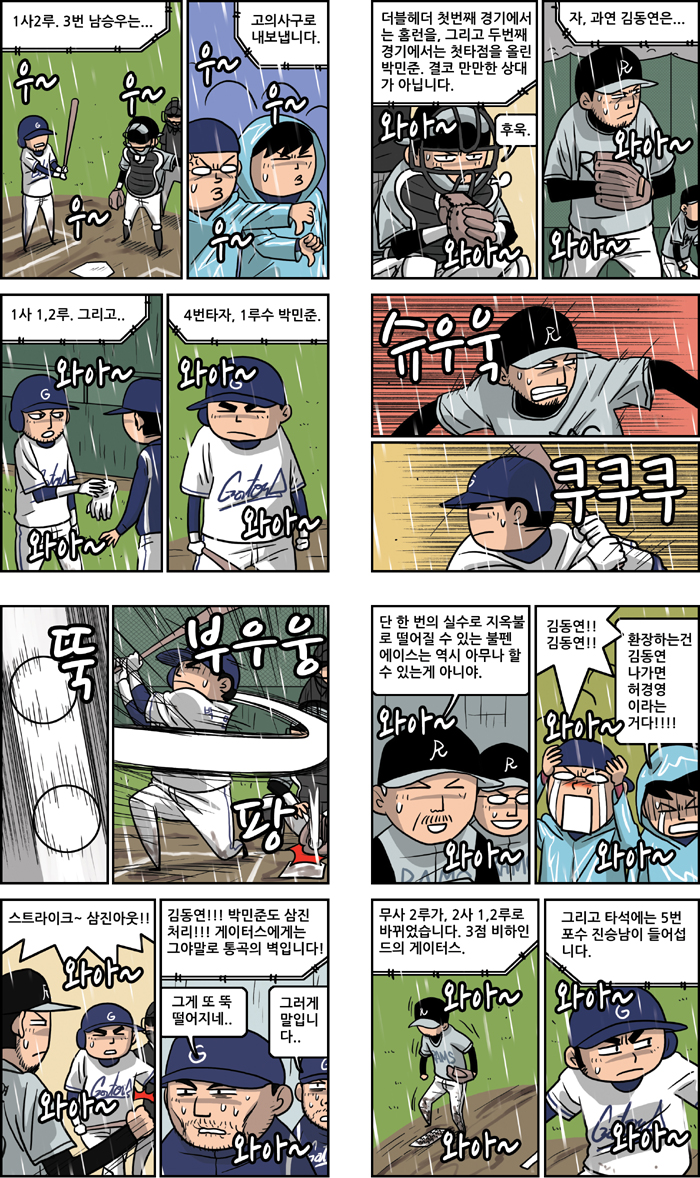 1사2루. 3번 남승우는...
우~
우~
우~
고의사구로
내보냅니다.
우~
우~
우~
1사 1,2루. 그리고..
와아~
와아~
4번타자, 1루수 박민준.
와아~
G
Gators
와아~
더블헤더 첫번째 경기에서
는 홈런을, 그리고 두번째
경기에서는 첫타점을 올린
박민준. 결코 만만한 상대
가 아닙니다.
와아~
후욱.
와아~
자, 과연 김동연은...
R
와아~
와아~
슈우욱
R
쿠쿠쿠
G
뚝
부우웅
팡
스트라이크~ 삼진아웃!!
와아~
G
Gators
와아~
김동연!!! 박민준도 삼진
처리!!! 게이터스에게는
그야말로 통곡의 벽입니다!
그게 또 뚝
떨어지네..
그러게
말입니
다..
G
와아~
단 한 번의 실수로 지옥불
로 떨어질 수 있는 불펜
에이스는 역시 아무나 할
수 있는게 아니야.
와아~
R
R
RAMS
와아~
김동연!!
김동연!!
환장하는건
김동연
나가면
허경영
이라는
거다!!!!
와아~
와아~
무사 2루가, 2사 1,2루로
바뀌었습니다. 3점 비하인
드의 게이터스.
와아~
R
RAMS
와아~
그리고 타석에는 5번
포수 진승남이 들어섭
니다.
와아~
G
Gators
와아~